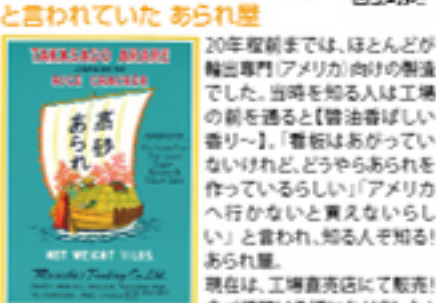 と言われていた あられ屋
20年程前までは、ほとんどが
輸出専門(アメリカ)向けの製造
でした。当時を知る人は工場
の前を通ると【醤油香ばしい
香り～】、「看板はあがってい
ないけれど、どうやらあられを
作っているらしい」「アメリカ
へ行かないと買えないらし
い」と言われ、知る人ぞ知る!
あられ屋。
現在は、工場直売店にて販売!
TAKASAGO ARARE
RICE CRACKER
高砂
あられ
NET WEIGHT 11 LBS.
Trading Co. Ltd.